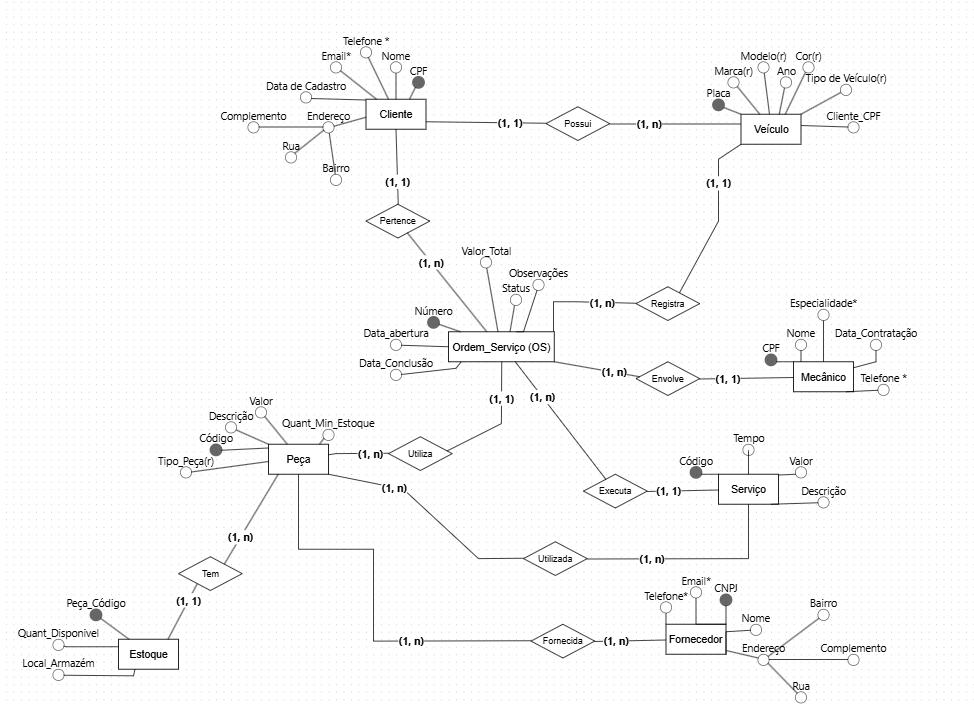 Telefone *
Email*
Nome
CPF
Data de Cadastro
Complemento
Endereço
Cliente
Rua
Bairro
(1, 1)
Possui
(1, n)
Modelo(r)
Cor(r)
Marca(r)
Ano
Tipo de Veículo(r)
Placa
Cliente_CPF
Veículo
(1, 1)
Pertence
(1, n)
(1, 1)
Registra
(1, n)
Valor_Total
Observações
Status
Número
Data_abertura
Ordem_Serviço (OS)
Data_Conclusão
(1, n)
Envolve
(1, 1)
Especialidade*
Nome
Data_Contratação
CPF
Mecânico
Telefone *
(1, 1)
(1, n)
Valor
Descrição
Quant_Min_Estoque
Código
Tipo_Peça(r)
Peça
(1, n)
Utiliza
Executa
(1, 1)
Tempo
Código
Valor
Serviço
Descrição
(1, n)
Utilizada
(1, n)
(1, n)
Tem
(1, 1)
Peça_Código
Quant_Disponivel
Local_Armazém
Estoque
(1, n)
Fornecida
(1, n)
Email*
CNPJ
Telefone*
Nome
Fornecedor
Endereço
Bairro
Complemento
Rua